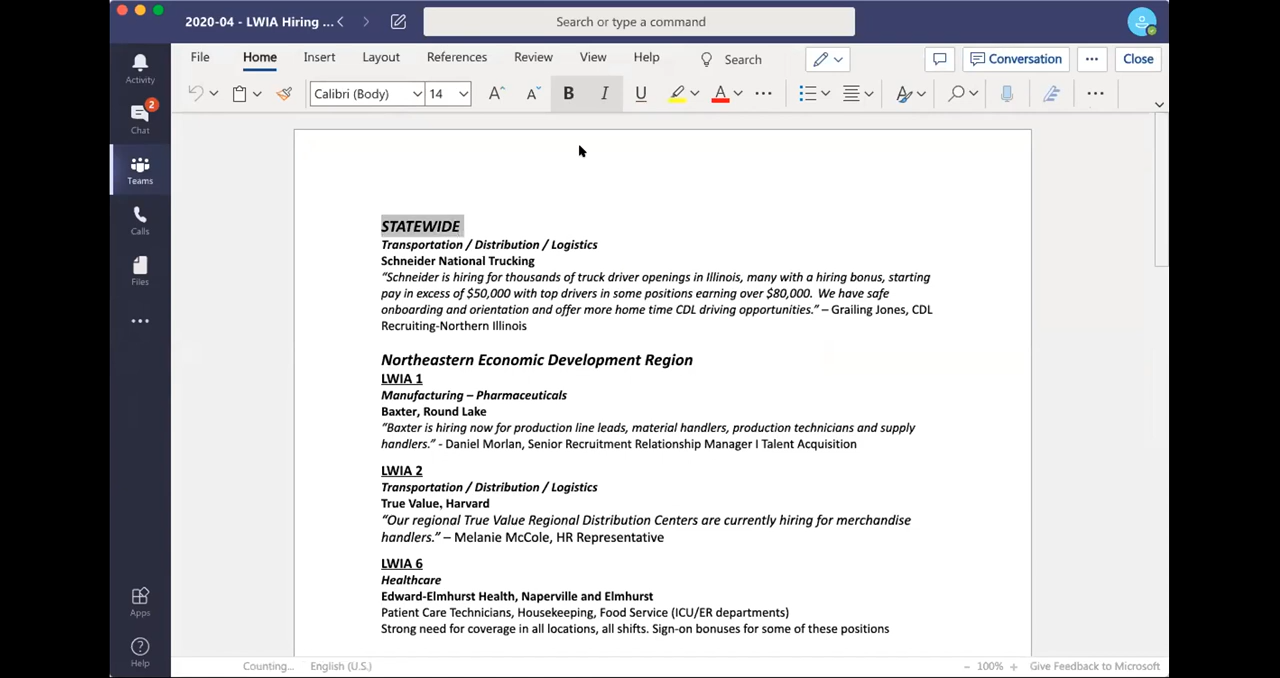 2020-04 - LWIA Hiring ...
Search or type a command
File Home Insert Layout References Review View Help Search Conversation Close
Calibri (Body) 14 B I U A
Activity
2
Chat
Teams
Calls
Files
Apps
Help
STATEWIDE
Transportation / Distribution / Logistics
Schneider National Trucking
“Schneider is hiring for thousands of truck driver openings in Illinois, many with a hiring bonus, starting
pay in excess of $50,000 with top drivers in some positions earning over $80,000. We have safe
onboarding and orientation and offer more home time CDL driving opportunities.” – Grailing Jones, CDL
Recruiting-Northern Illinois
Northeastern Economic Development Region
LWIA 1
Manufacturing – Pharmaceuticals
Baxter, Round Lake
“Baxter is hiring now for production line leads, material handlers, production technicians and supply
handlers.” - Daniel Morlan, Senior Recruitment Relationship Manager I Talent Acquisition
LWIA 2
Transportation / Distribution / Logistics
True Value, Harvard
“Our regional True Value Regional Distribution Centers are currently hiring for merchandise
handlers.” – Melanie McCole, HR Representative
LWIA 6
Healthcare
Edward-Elmhurst Health, Naperville and Elmhurst
Patient Care Technicians, Housekeeping, Food Service (ICU/ER departments)
Strong need for coverage in all locations, all shifts. Sign-on bonuses for some of these positions
Counting... English (U.S.) − 100% + Give Feedback to Microsoft